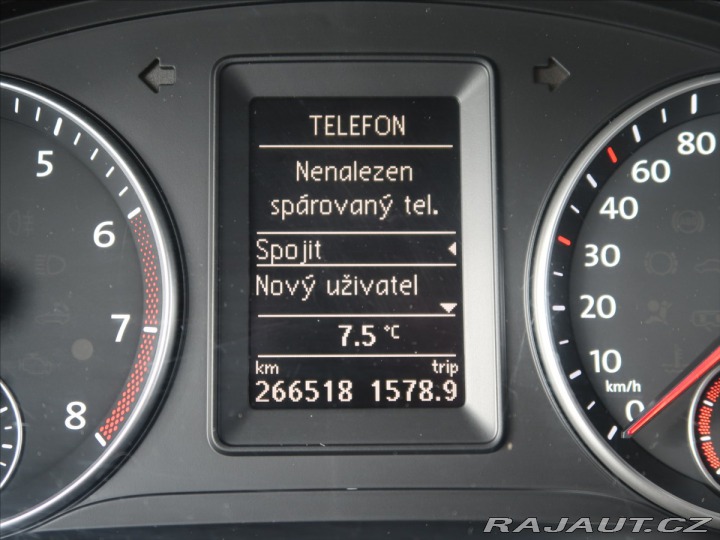 TELEFON
Nenalezen
spárovaný tel.
Spojit
Nový uživatel
7.5 °C
km trip
266518 1578.9
5
6
7
8
80
60
40
30
20
10
km/h
0
RAJAUT.CZ